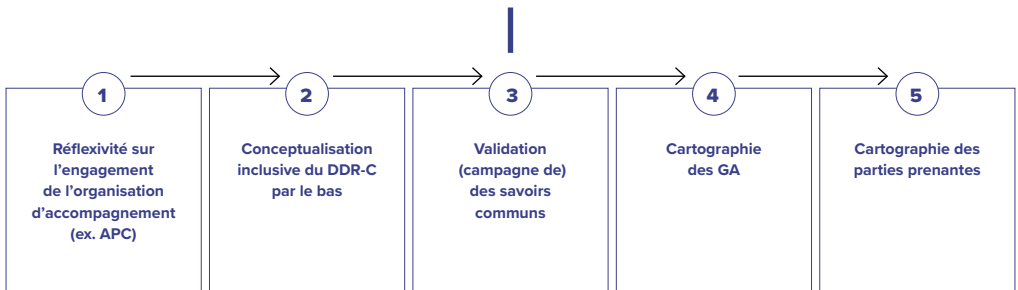 1
Réflexivité sur
l’engagement
de l’organisation
d’accompagnement
(ex. APC)
2
Conceptualisation
inclusive du DDR-C
par le bas
3
Validation
(campagne de)
des savoirs
communs
4
Cartographie
des GA
5
Cartographie des
parties prenantes